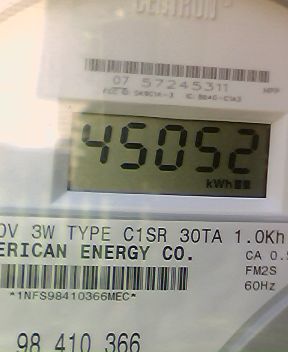 CENTRON
07 57245311
45052
kWh
0V 3W TYPE C1SR 30TA 1.0Kh
ERICAN ENERGY CO.
CA 0.5
FM2S
60Hz
*1NFS98410366MEC*
98 410 366